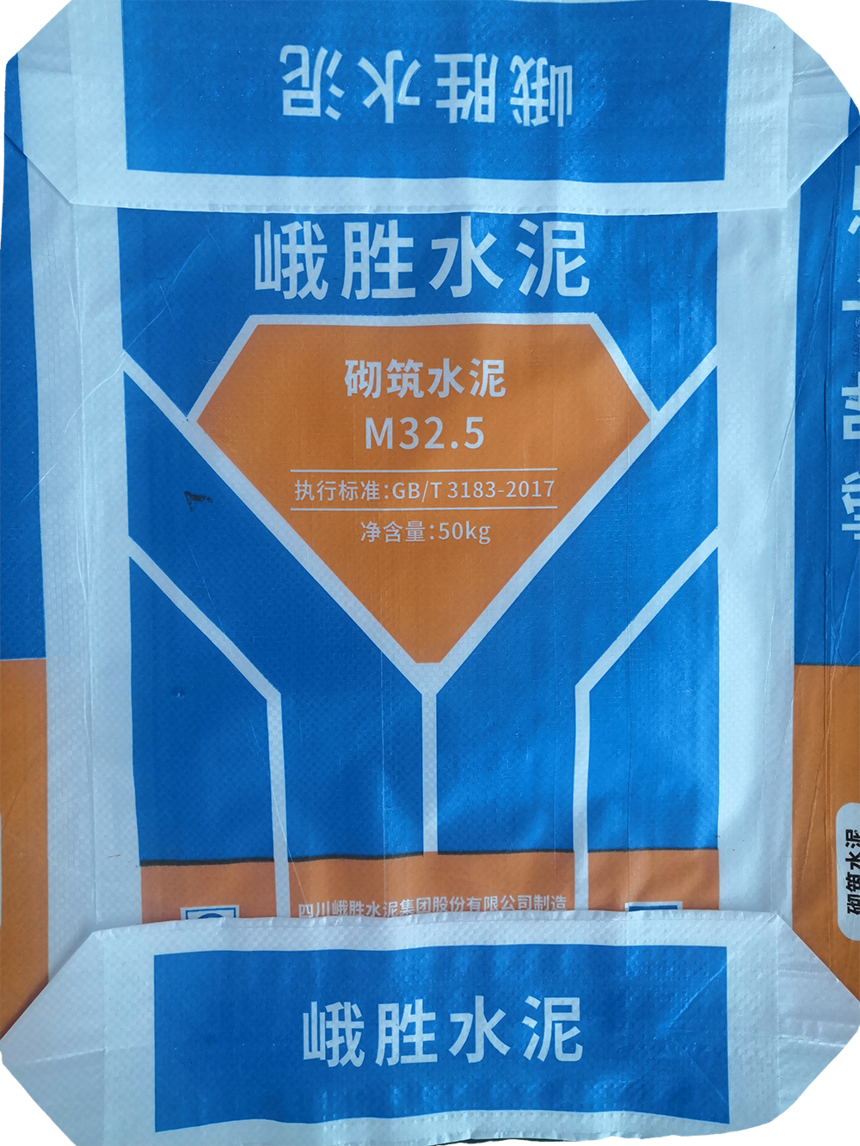 峨胜水泥
峨胜水泥
砌筑水泥
M32.5
执行标准:GB/T 3183-2017
净含量:50kg
四川峨胜水泥集团股份有限公司制造
峨胜水泥
砌筑水泥